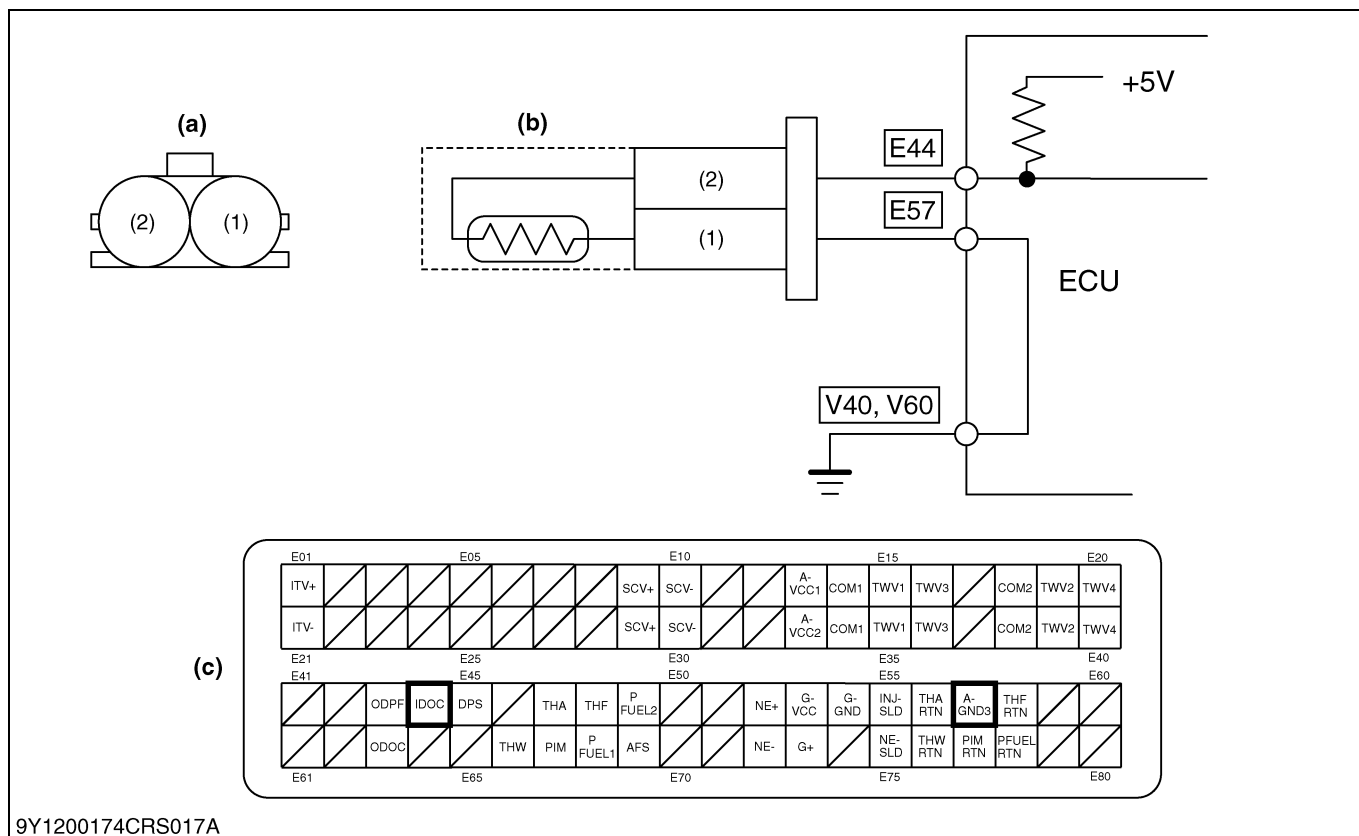 (a)
(2) (1)
(b)
(2)
(1)
E44
E57
+5V
ECU
V40, V60
(c)
E01 E05 E10 E15 E20
ITV+ SCV+ SCV- A-VCC1 COM1 TWV1 TWV3 COM2 TWV2 TWV4
ITV- SCV+ SCV- A-VCC2 COM1 TWV1 TWV3 COM2 TWV2 TWV4
E21 E25 E30 E35 E40
E41 E45 E50 E55 E60
ODPF IDOC DPS THA THF P FUEL2 NE+ G-VCC G-GND INJ-SLD THA RTN A-GND3 THF RTN
ODOC THW PIM P FUEL1 AFS NE- G+ NE-SLD THW RTN PIM RTN PFUEL RTN
E61 E65 E70 E75 E80
9Y1200174CRS017A